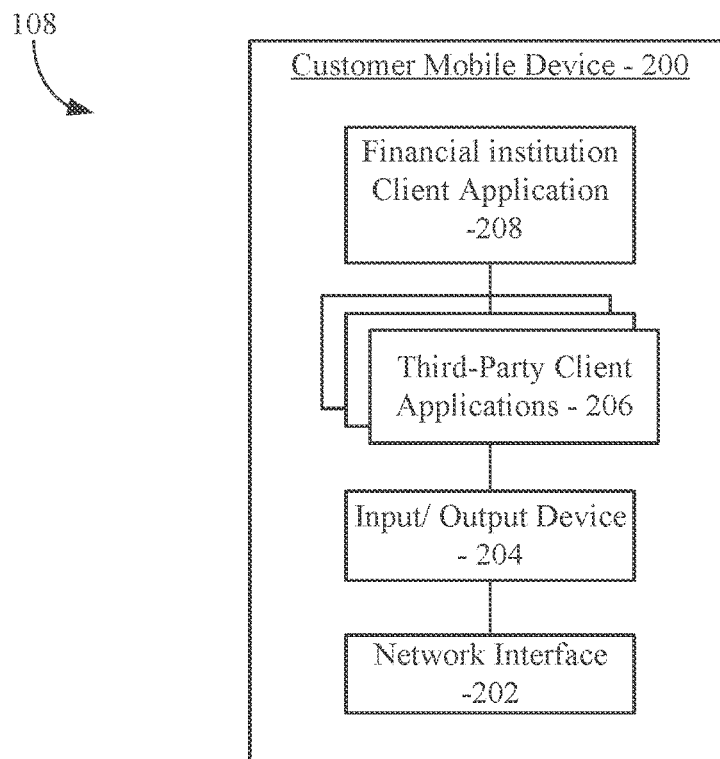 108
Customer Mobile Device - 200
Financial institution
Client Application
-208
Third-Party Client
Applications - 206
Input/ Output Device
- 204
Network Interface
-202